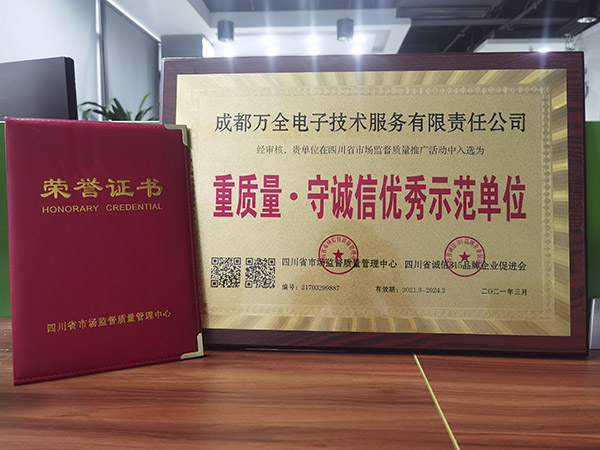 荣誉证书
HONORARY CREDENTIAL
四川省市场监督质量管理中心
成都万全电子技术服务有限责任公司
经审核、贵单位在四川省市场监督质量推广活动中入选为
重质量·守诚信优秀示范单位
四川省市场监督质量管理中心 四川省诚信315品牌企业促进会
编号：21703299887 有效期：2021.3-2024.2 二〇二一年三月